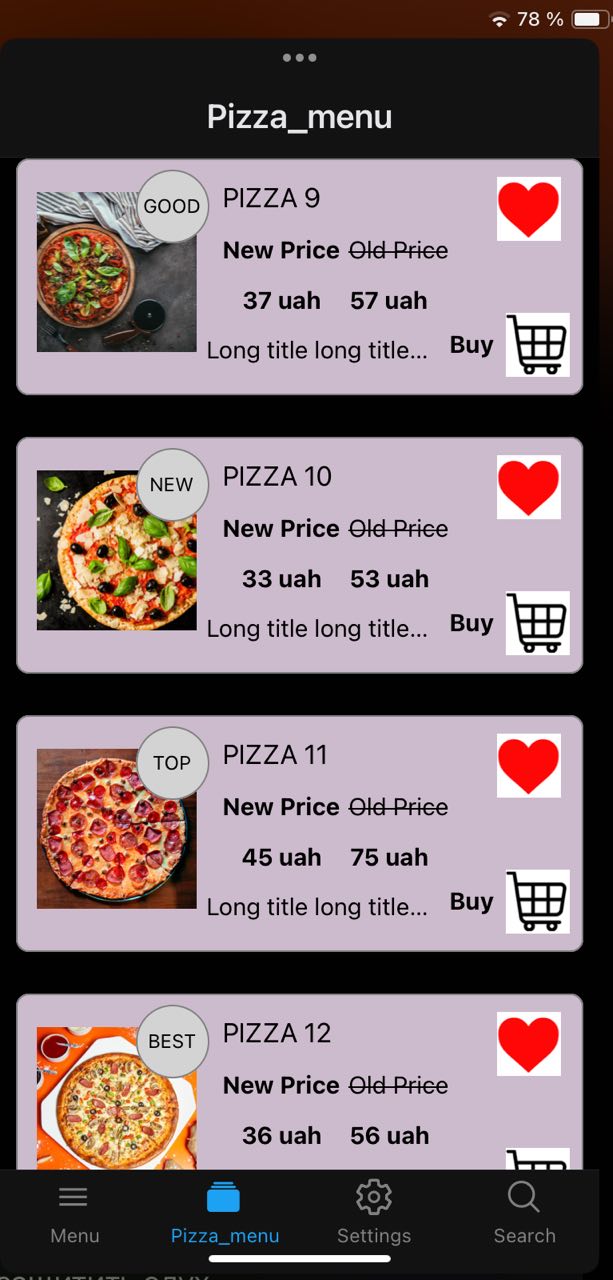 78 %
Pizza_menu
GOOD
PIZZA 9
New Price Old Price
37 uah 57 uah
Long title long title... Buy
NEW
PIZZA 10
New Price Old Price
33 uah 53 uah
Long title long title... Buy
TOP
PIZZA 11
New Price Old Price
45 uah 75 uah
Long title long title... Buy
BEST
PIZZA 12
New Price Old Price
36 uah 56 uah
Menu Pizza_menu Settings Search